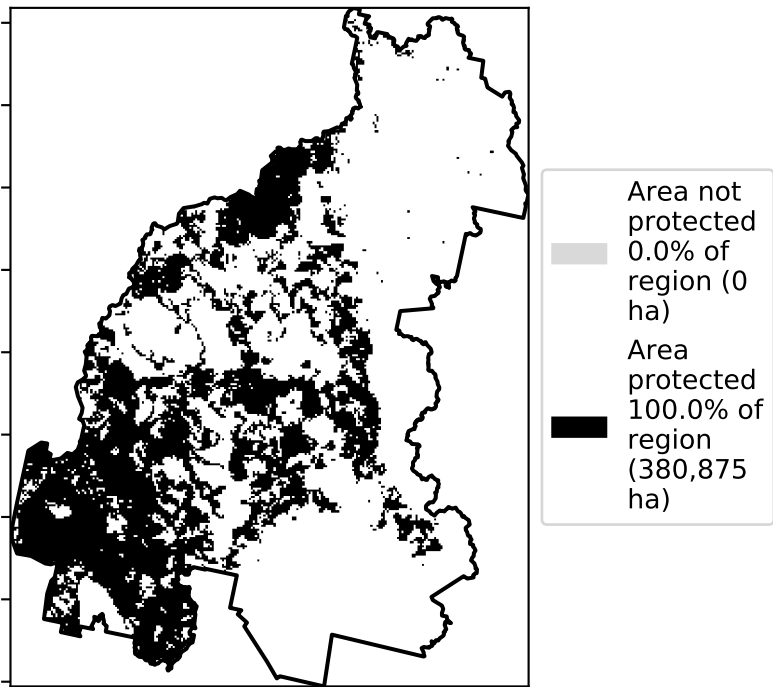 Area not
protected
0.0% of
region (0
ha)
Area
protected
100.0% of
region
(380,875
ha)